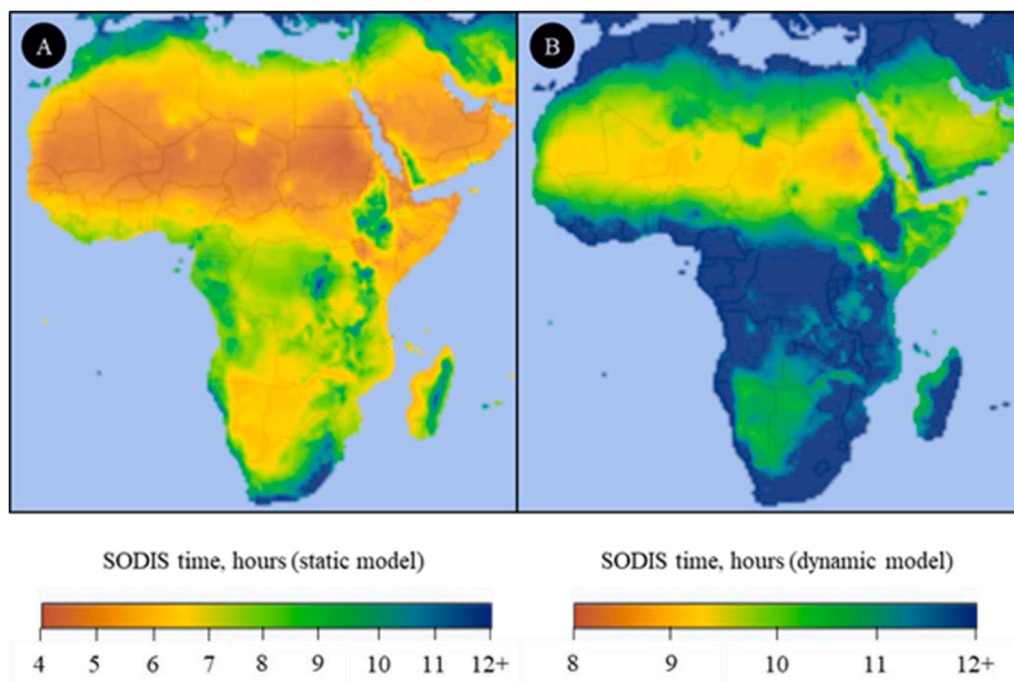 A
B
SODIS time, hours (static model)
4 5 6 7 8 9 10 11 12+
SODIS time, hours (dynamic model)
8 9 10 11 12+